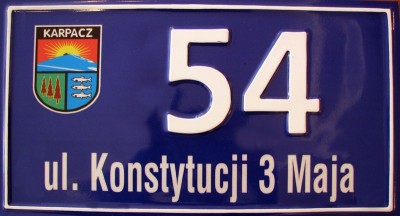 KARPACZ
54
ul. Konstytucji 3 Maja